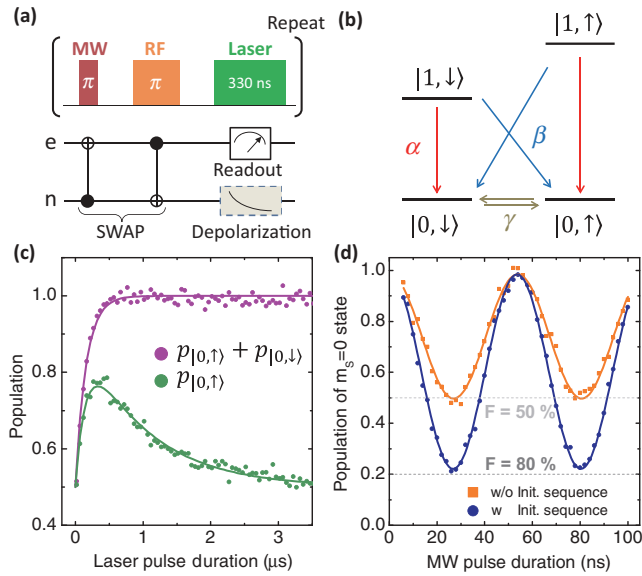 (a)
Repeat
MW
RF
Laser
π
π
330 ns
e
n
Readout
SWAP
Depolarization
(b)
|1,↑⟩
|1,↓⟩
α
β
γ
|0,↓⟩
|0,↑⟩
(c)
Population
1.0
0.8
0.6
0.4
p|0,↑⟩ + p|0,↓⟩
p|0,↑⟩
0
1
2
3
Laser pulse duration (µs)
(d)
Population of mS=0 state
1.0
0.8
0.6
0.4
0.2
0.0
F = 50 %
F = 80 %
w/o Init. sequence
w Init. sequence
0
20
40
60
80
100
MW pulse duration (ns)